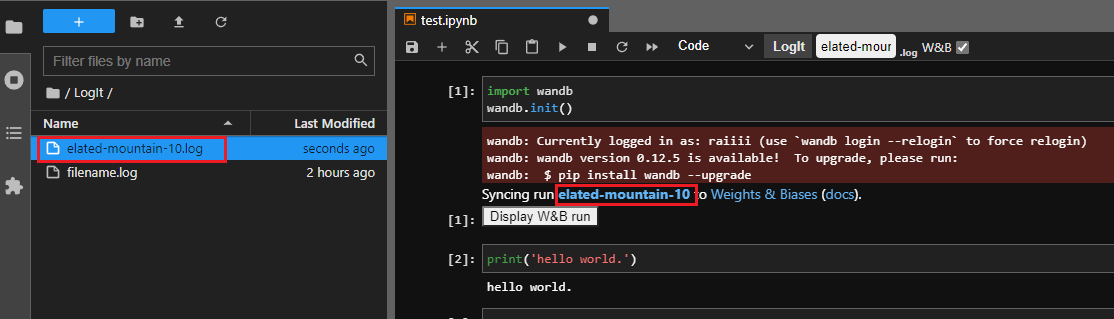 test.ipynb
Code LogIt elated-mour .log W&B
Filter files by name
/ LogIt /
Name Last Modified
elated-mountain-10.log seconds ago
filename.log 2 hours ago
[1]: import wandb
wandb.init()
wandb: Currently logged in as: raiiii (use `wandb login --relogin` to force relogin)
wandb: wandb version 0.12.5 is available!  To upgrade, please run:
wandb:  $ pip install wandb --upgrade
Syncing run elated-mountain-10 to Weights & Biases (docs).
[1]: Display W&B run
[2]: print('hello world.')
hello world.